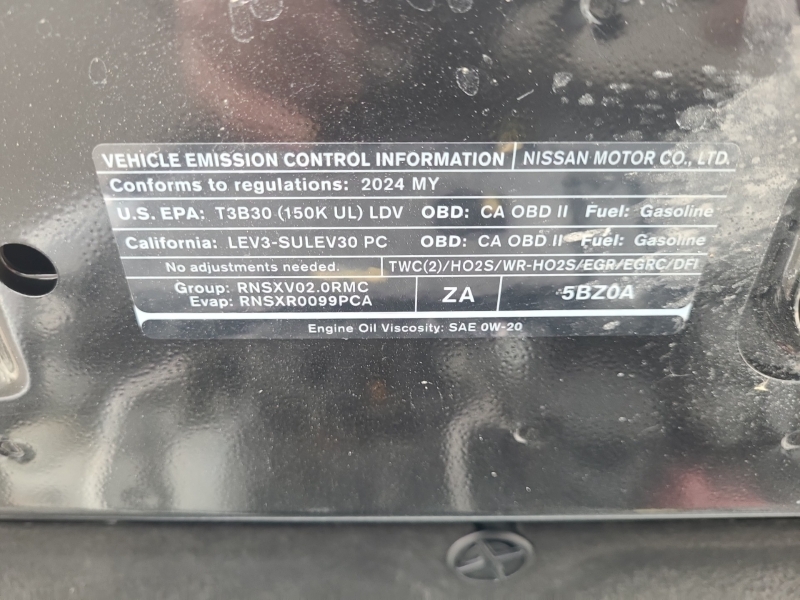 VEHICLE EMISSION CONTROL INFORMATION | NISSAN MOTOR CO., LTD.
Conforms to regulations: 2024 MY
U.S. EPA: T3B30 (150K UL) LDV OBD: CA OBD II Fuel: Gasoline
California: LEV3-SULEV30 PC OBD: CA OBD II Fuel: Gasoline
No adjustments needed. TWC(2)/HO2S/WR-HO2S/EGR/EGRC/DFI
Group: RNSXV02.0RMC
Evap: RNSXR0099PCA
ZA 5BZ0A
Engine Oil Viscosity: SAE 0W-20